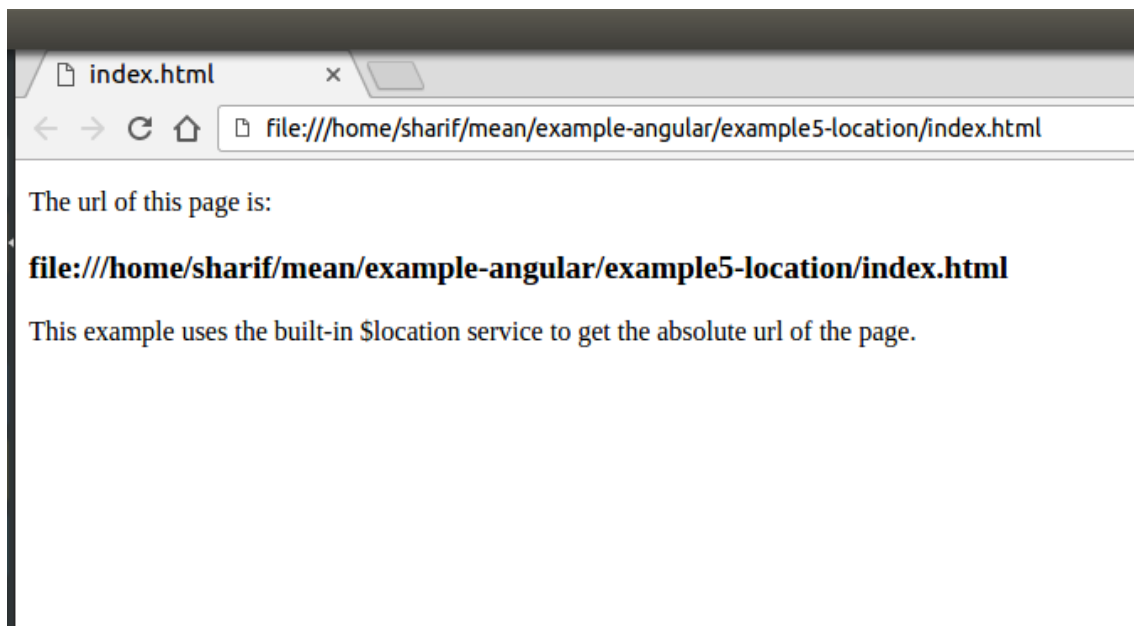 index.html
file:///home/sharif/mean/example-angular/example5-location/index.html
The url of this page is:
file:///home/sharif/mean/example-angular/example5-location/index.html
This example uses the built-in $location service to get the absolute url of the page.